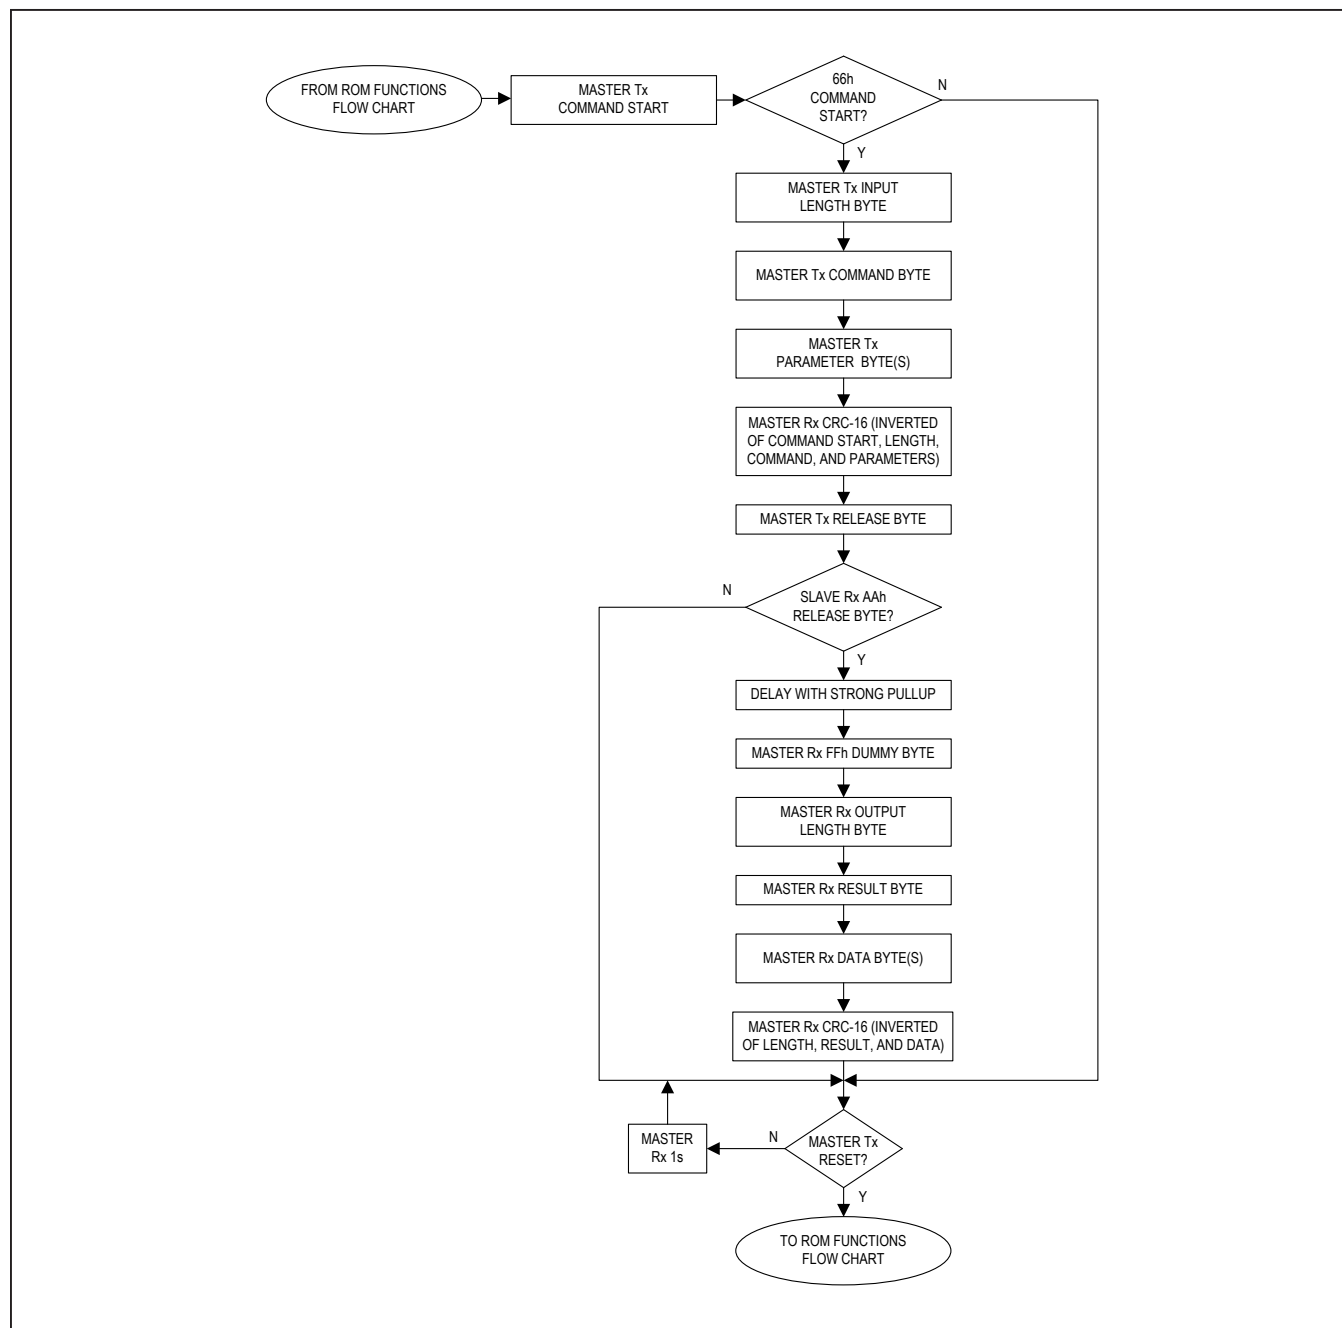 FROM ROM FUNCTIONS
FLOW CHART
MASTER Tx
COMMAND START
66h
COMMAND
START?
N
Y
MASTER Tx INPUT
LENGTH BYTE
MASTER Tx COMMAND BYTE
MASTER Tx
PARAMETER BYTE(S)
MASTER Rx CRC-16 (INVERTED
OF COMMAND START, LENGTH,
COMMAND, AND PARAMETERS)
MASTER Tx RELEASE BYTE
N
SLAVE Rx AAh
RELEASE BYTE?
Y
DELAY WITH STRONG PULLUP
MASTER Rx FFh DUMMY BYTE
MASTER Rx OUTPUT
LENGTH BYTE
MASTER Rx RESULT BYTE
MASTER Rx DATA BYTE(S)
MASTER Rx CRC-16 (INVERTED
OF LENGTH, RESULT, AND DATA)
MASTER
Rx 1s
N
MASTER Tx
RESET?
Y
TO ROM FUNCTIONS
FLOW CHART